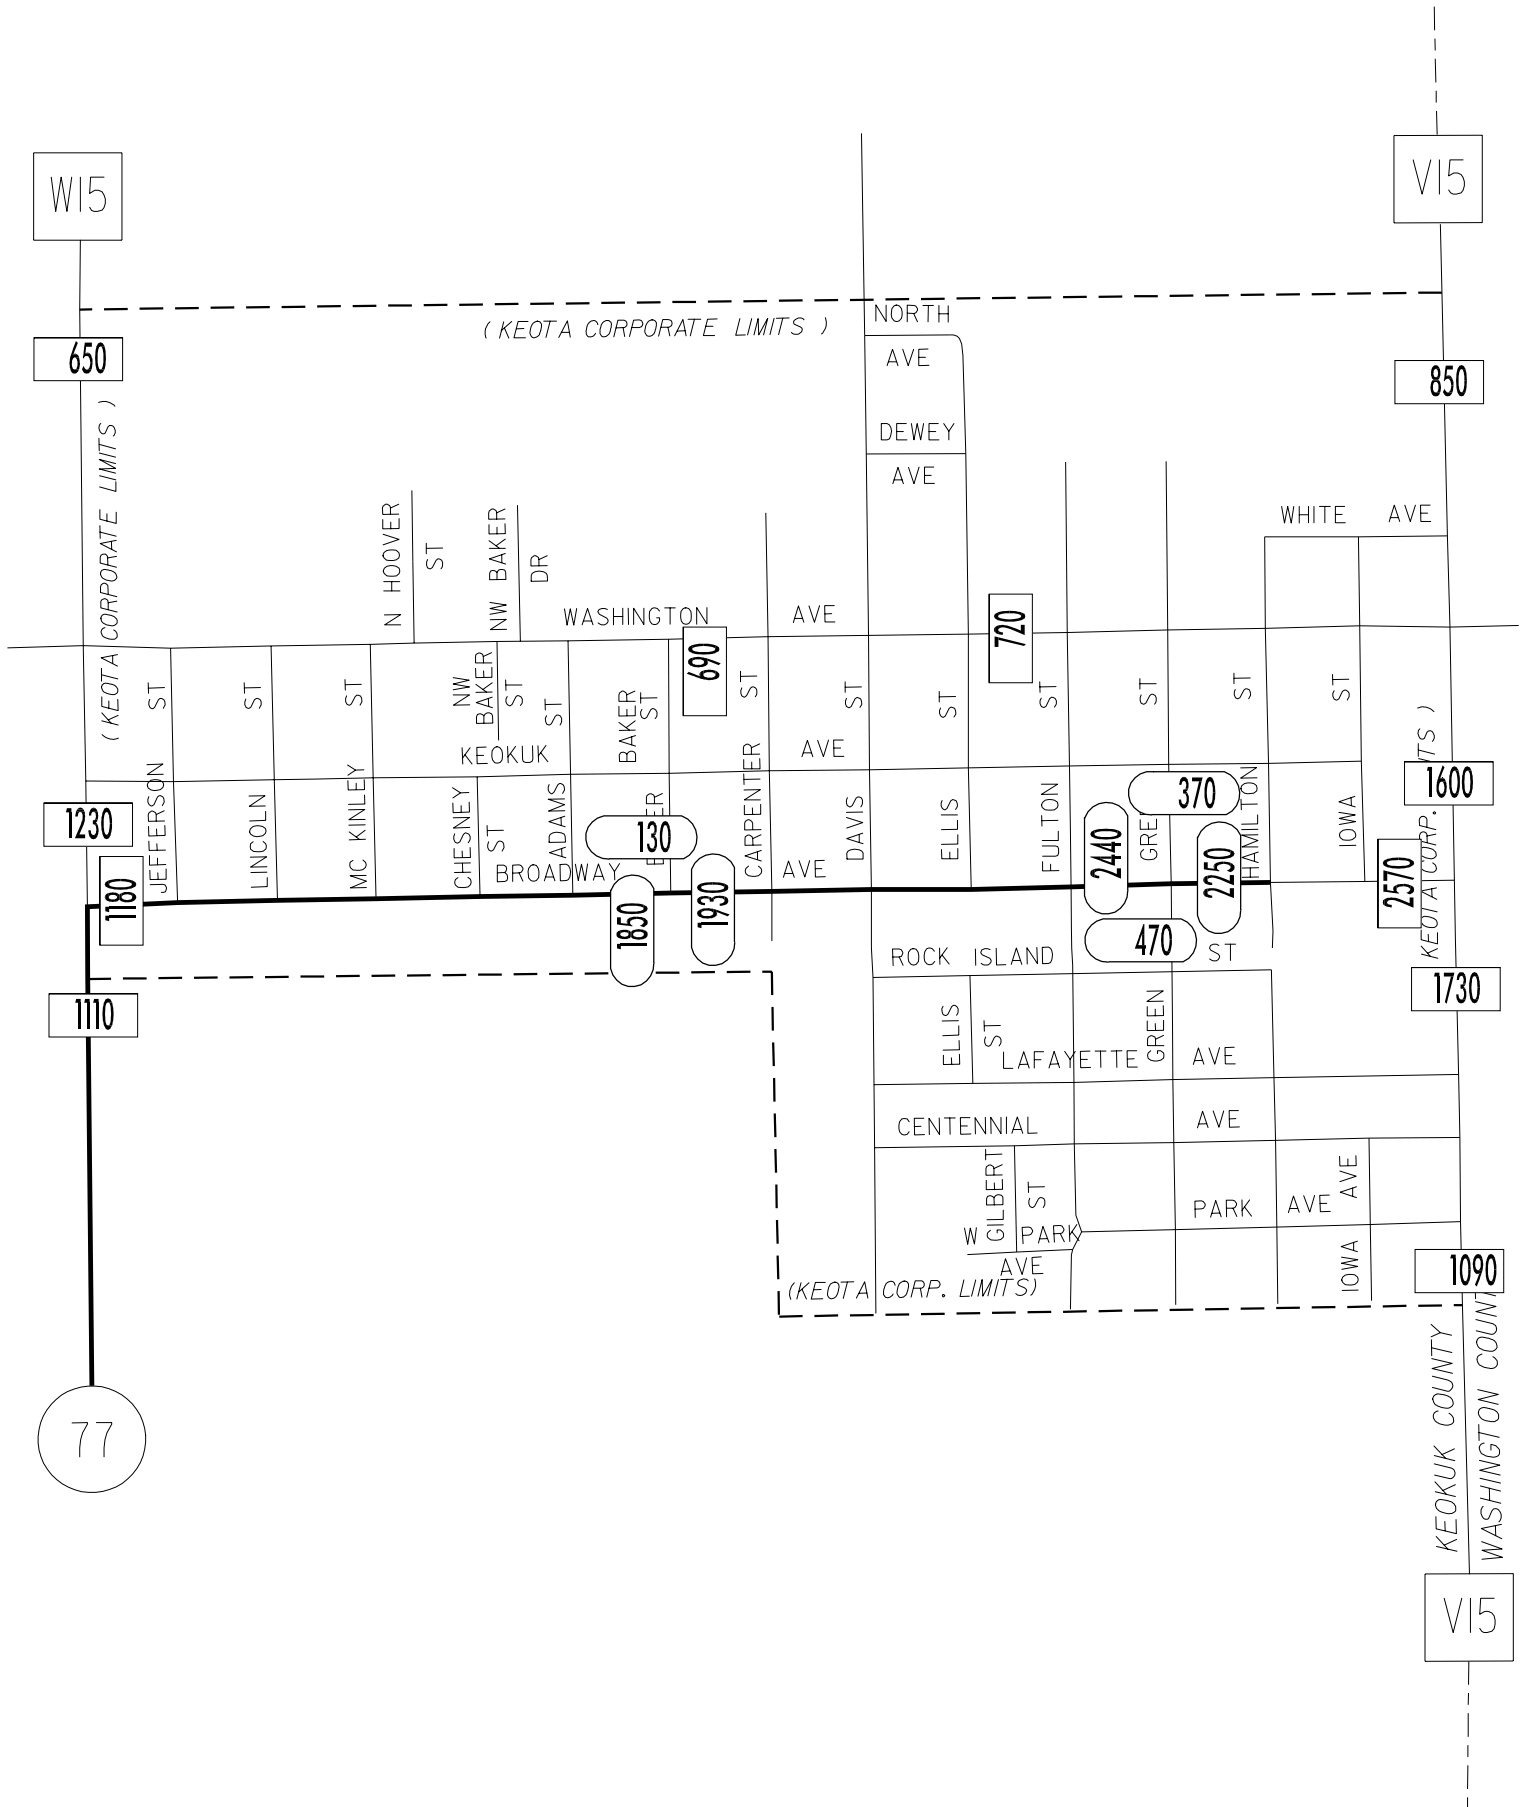 W15
V15
NORTH
AVE
( KEOTA CORPORATE LIMITS )
650
850
DEWEY
AVE
( KEOTA CORPORATE LIMITS )
N HOOVER
ST
NW BAKER
DR
WHITE AVE
WASHINGTON AVE
690
720
ST
ST
ST
NW
BAKER
ST
ST
BAKER
ST
ST
ST
ST
ST
ST
ST
ST
KEOKUK AVE
JEFFERSON
LINCOLN
MC KINLEY
CHESNEY
ST
ADAMS
CARPENTER
DAVIS
ELLIS
FULTON
HAMILTON
IOWA
1230
130
370
1600
2440
2250
2570
1180
BROADWAY AVE
1850
1930
470
KEOTA CORP.
ROCK ISLAND ST
1110
1730
ELLIS
ST
GREEN
LAFAYETTE AVE
CENTENNIAL AVE
GILBERT
ST
IOWA AVE
PARK AVE
W PARK
AVE
1090
(KEOTA CORP. LIMITS)
KEOKUK COUNTY
WASHINGTON
77
V15